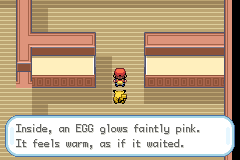 Inside, an EGG glows faintly pink.
It feels warm, as if it waited.